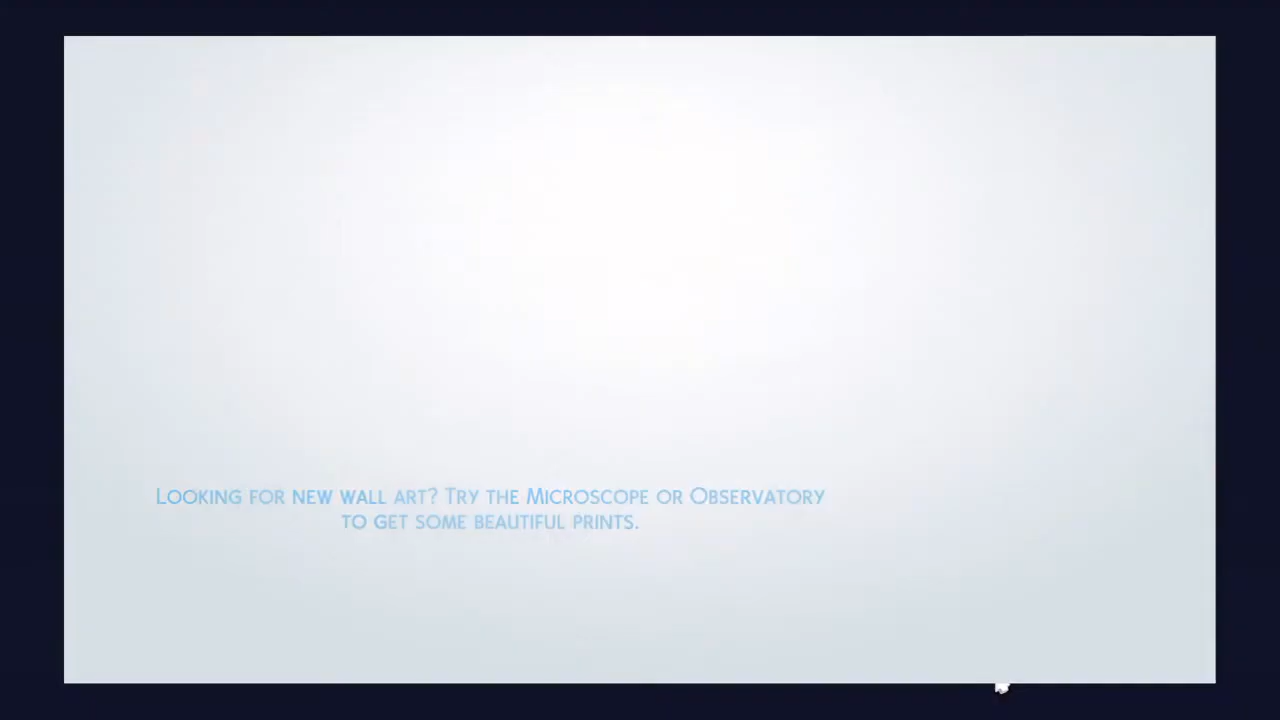 Looking for new wall art? Try the Microscope or Observatory
to get some beautiful prints.